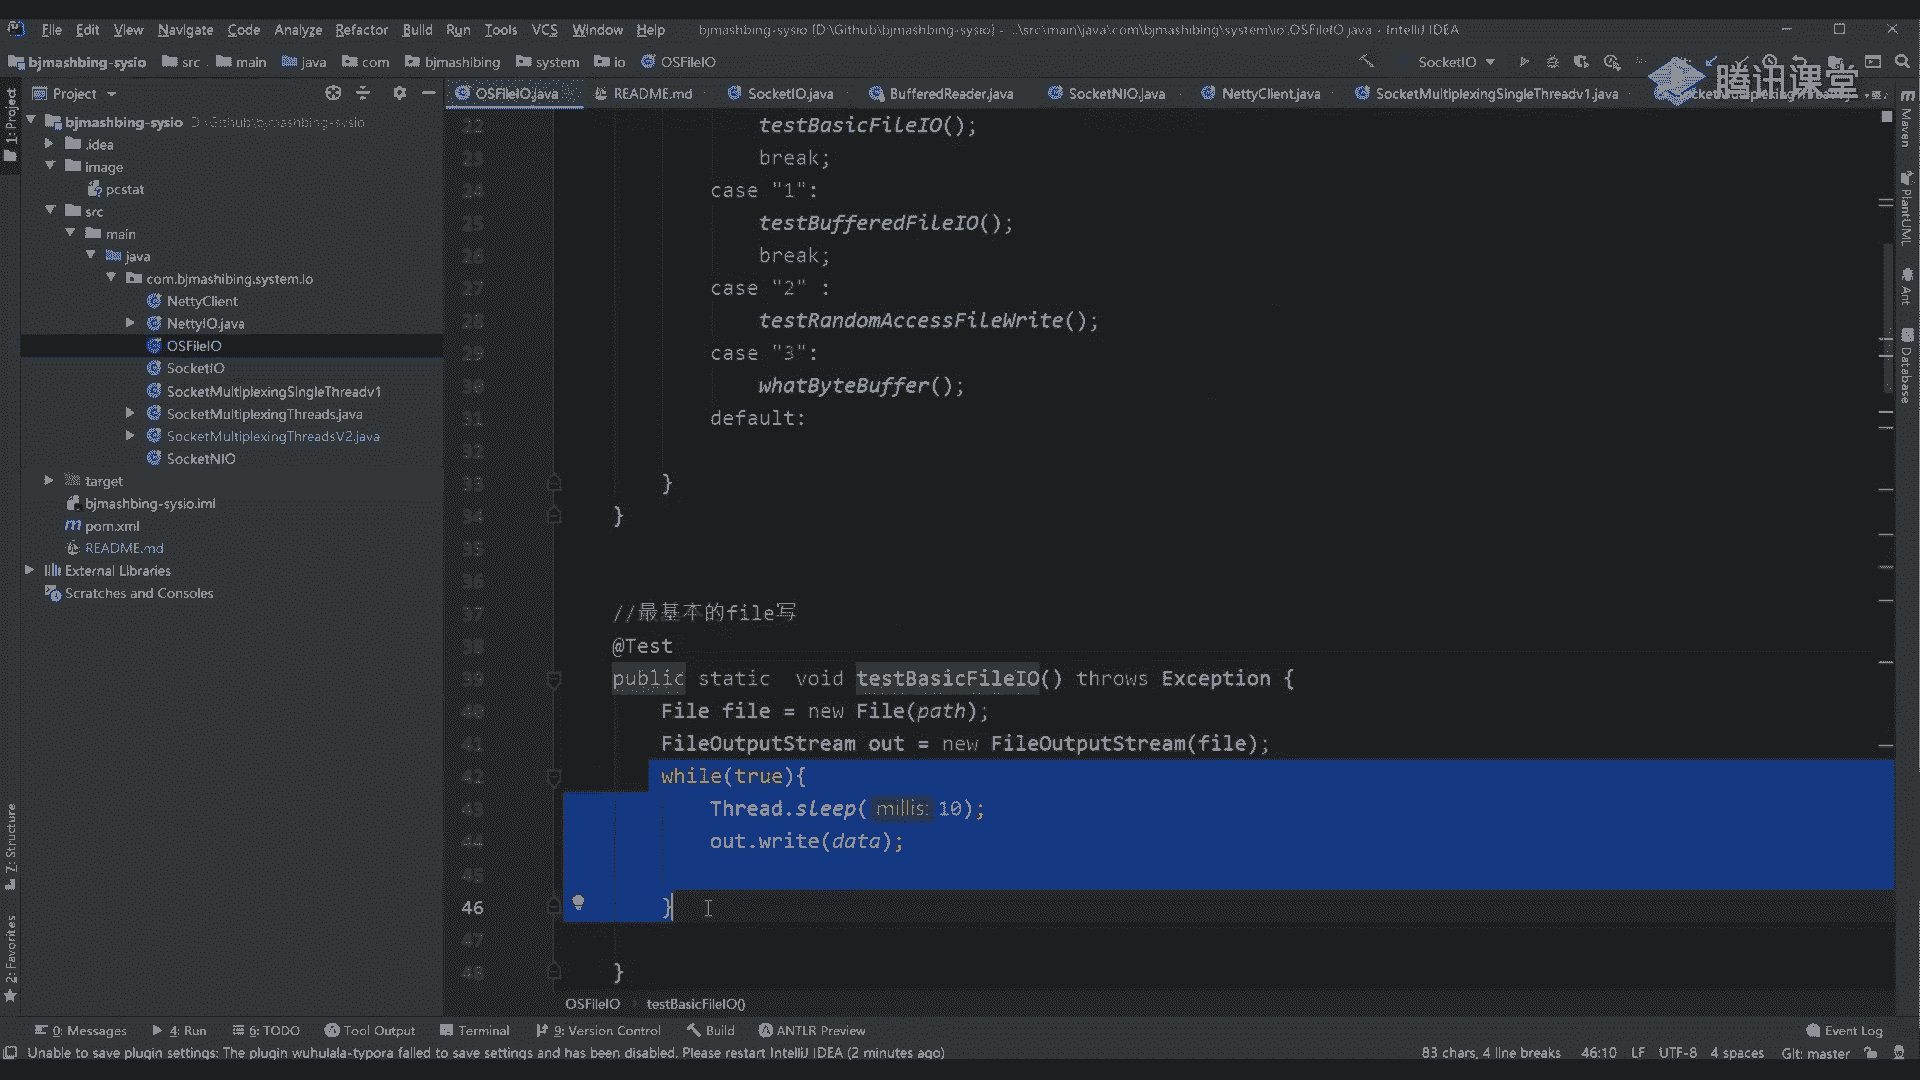 File Edit View Navigate Code Analyze Refactor Build Run Tools VCS Window Help bjmashbing-sysio [D:\Github\bjmashbing-sysio] - ...\src\main\java\com\bjmashibing\system\io\OSFileIO.java - IntelliJ IDEA
bjmashbing-sysio src main java com bjmashibing system io OSFileIO SocketIO
腾讯课堂
Project OSFileIO.java README.md SocketIO.java BufferedReader.java SocketNIO.java NettyClient.java SocketMultiplexingSingleThreadv1.java
1: Project
bjmashbing-sysio D:\Github\bjmashbing-sysio
.idea
image
pcstat
src
main
java
com.bjmashibing.system.io
NettyClient
NettyIO.java
OSFileIO
SocketIO
SocketMultiplexingSingleThreadv1
SocketMultiplexingThreads.java
SocketMultiplexingThreadsV2.java
SocketNIO
target
bjmashbing-sysio.iml
pom.xml
README.md
External Libraries
Scratches and Consoles
7: Structure
2: Favorites
22 testBasicFileIO();
23 break;
24 case "1":
25 testBufferedFileIO();
26 break;
27 case "2" :
28 testRandomAccessFileWrite();
29 case "3":
30 whatByteBuffer();
31 default:
32
33 }
34 }
35
36
37 //最基本的file写
38 @Test
39 public static void testBasicFileIO() throws Exception {
40 File file = new File(path);
41 FileOutputStream out = new FileOutputStream(file);
42 while(true){
43 Thread.sleep( millis: 10);
44 out.write(data);
45
46 }
47
48 }
Maven
PlantUML
Ant
Database
OSFileIO testBasicFileIO()
0: Messages 4: Run 6: TODO Tool Output Terminal 9: Version Control Build ANTLR Preview Event Log
Unable to save plugin settings: The plugin wuhulala-typora failed to save settings and has been disabled. Please restart IntelliJ IDEA (2 minutes ago) 83 chars, 4 line breaks 46:10 LF UTF-8 4 spaces Git: master